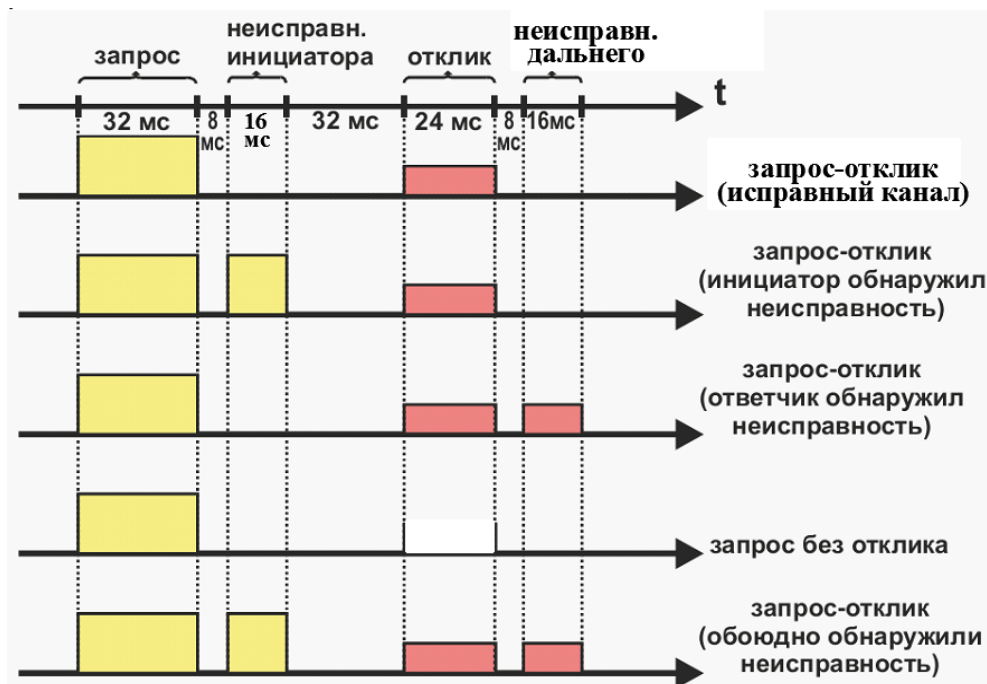 неисправн.
инициатора
запрос
отклик
неисправн.
дальнего
t
32 мс
8
мс
16
мс
32 мс
24 мс
8
мс
16мс
запрос-отклик
(исправный канал)
запрос-отклик
(инициатор обнаружил
неисправность)
запрос-отклик
(ответчик обнаружил
неисправность)
запрос без отклика
запрос-отклик
(обоюдно обнаружили
неисправность)